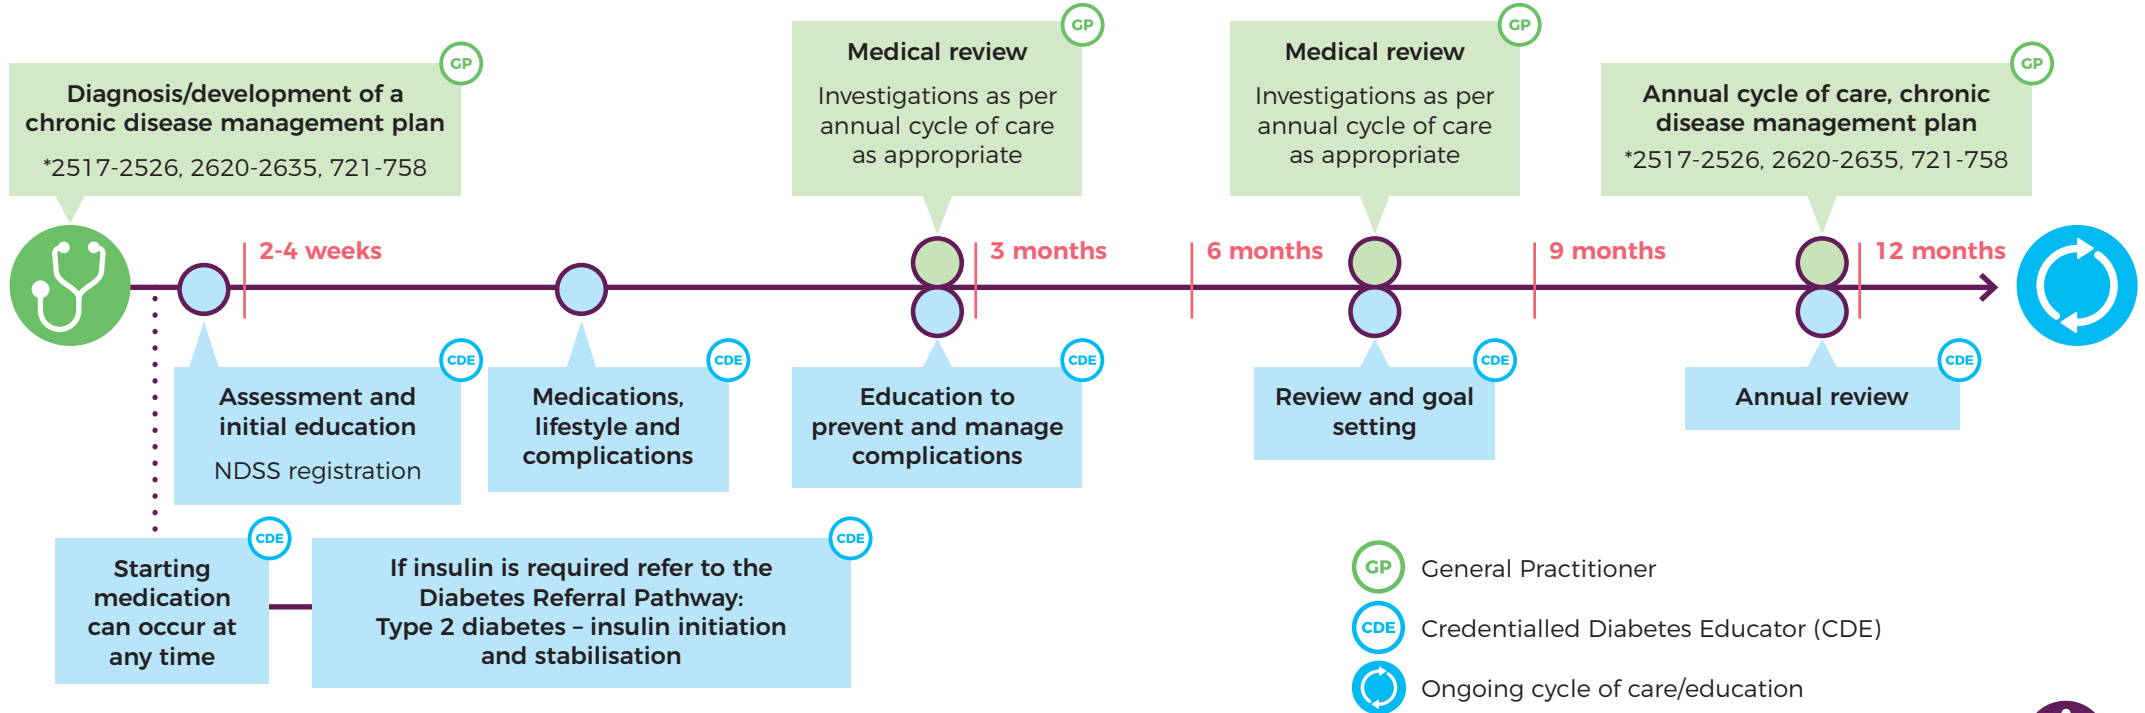 GP
Diagnosis/development of a
chronic disease management plan
*2517-2526, 2620-2635, 721-758
GP
Medical review
Investigations as per
annual cycle of care
as appropriate
GP
Medical review
Investigations as per
annual cycle of care
as appropriate
GP
Annual cycle of care, chronic
disease management plan
*2517-2526, 2620-2635, 721-758
2-4 weeks
3 months
6 months
9 months
12 months
CDE
Assessment and
initial education
NDSS registration
CDE
Medications,
lifestyle and
complications
CDE
Education to
prevent and manage
complications
CDE
Review and goal
setting
CDE
Annual review
CDE
Starting
medication
can occur at
any time
CDE
If insulin is required refer to the
Diabetes Referral Pathway:
Type 2 diabetes – insulin initiation
and stabilisation
GP General Practitioner
CDE Credentialled Diabetes Educator (CDE)
Ongoing cycle of care/education